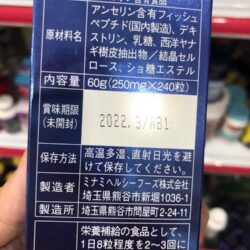 アンセリン含有フィッシュ
原材料名 ペプチド(国内製造)、デキ
ストリン、乳糖、西洋ヤナ
ギ樹皮抽出物／結晶セル
ロース、ショ糖エステル
内容量 60g(250mg×240粒)
賞味期限
(未開封) 2022.3/AB1
保存方法 高温多湿、直射日光を避
けて保存してください。
製造者 ミナミヘルシーフーズ株式会社
埼玉県熊谷市新堀1036-1
製造所 埼玉県熊谷市問屋町2-24-11
栄養補給の食品として、
1日8粒程度を2～3回に